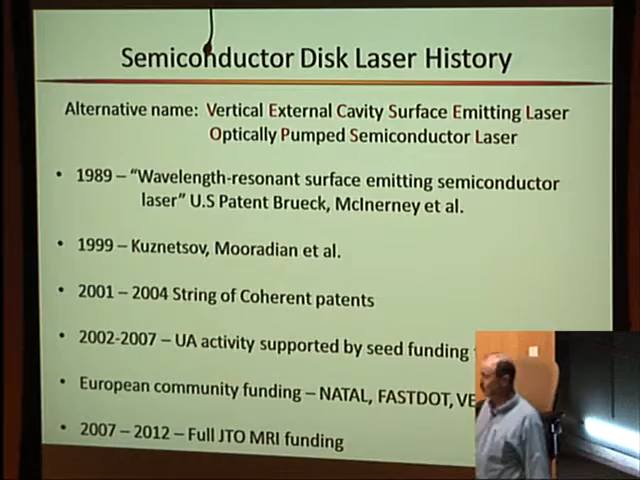 Semiconductor Disk Laser History
Alternative name: Vertical External Cavity Surface Emitting Laser
Optically Pumped Semiconductor Laser
• 1989 – “Wavelength-resonant surface emitting semiconductor
laser” U.S Patent Brueck, McInerney et al.
• 1999 – Kuznetsov, Mooradian et al.
• 2001 – 2004 String of Coherent patents
• 2002-2007 – UA activity supported by seed funding
• European community funding – NATAL, FASTDOT,
• 2007 – 2012 – Full JTO MRI funding